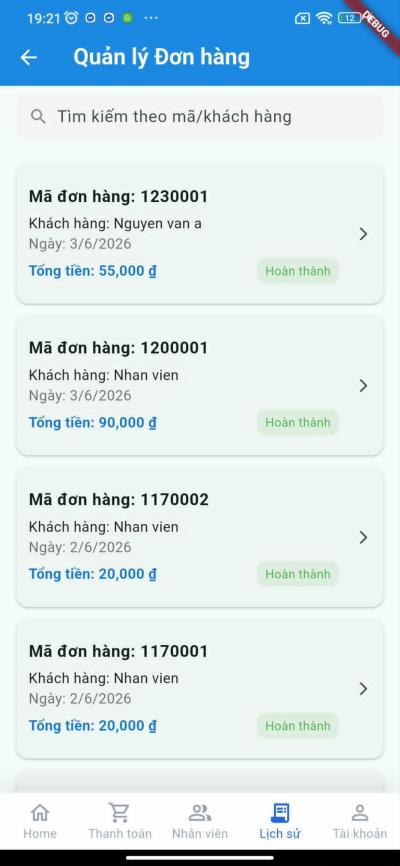 19:21
12
DEBUG
Quản lý Đơn hàng
Tìm kiếm theo mã/khách hàng
Mã đơn hàng: 1230001
Khách hàng: Nguyen van a
Ngày: 3/6/2026
Tổng tiền: 55,000 ₫
Hoàn thành
Mã đơn hàng: 1200001
Khách hàng: Nhan vien
Ngày: 3/6/2026
Tổng tiền: 90,000 ₫
Hoàn thành
Mã đơn hàng: 1170002
Khách hàng: Nhan vien
Ngày: 2/6/2026
Tổng tiền: 20,000 ₫
Hoàn thành
Mã đơn hàng: 1170001
Khách hàng: Nhan vien
Ngày: 2/6/2026
Tổng tiền: 20,000 ₫
Hoàn thành
Home
Thanh toán
Nhân viên
Lịch sử
Tài khoản